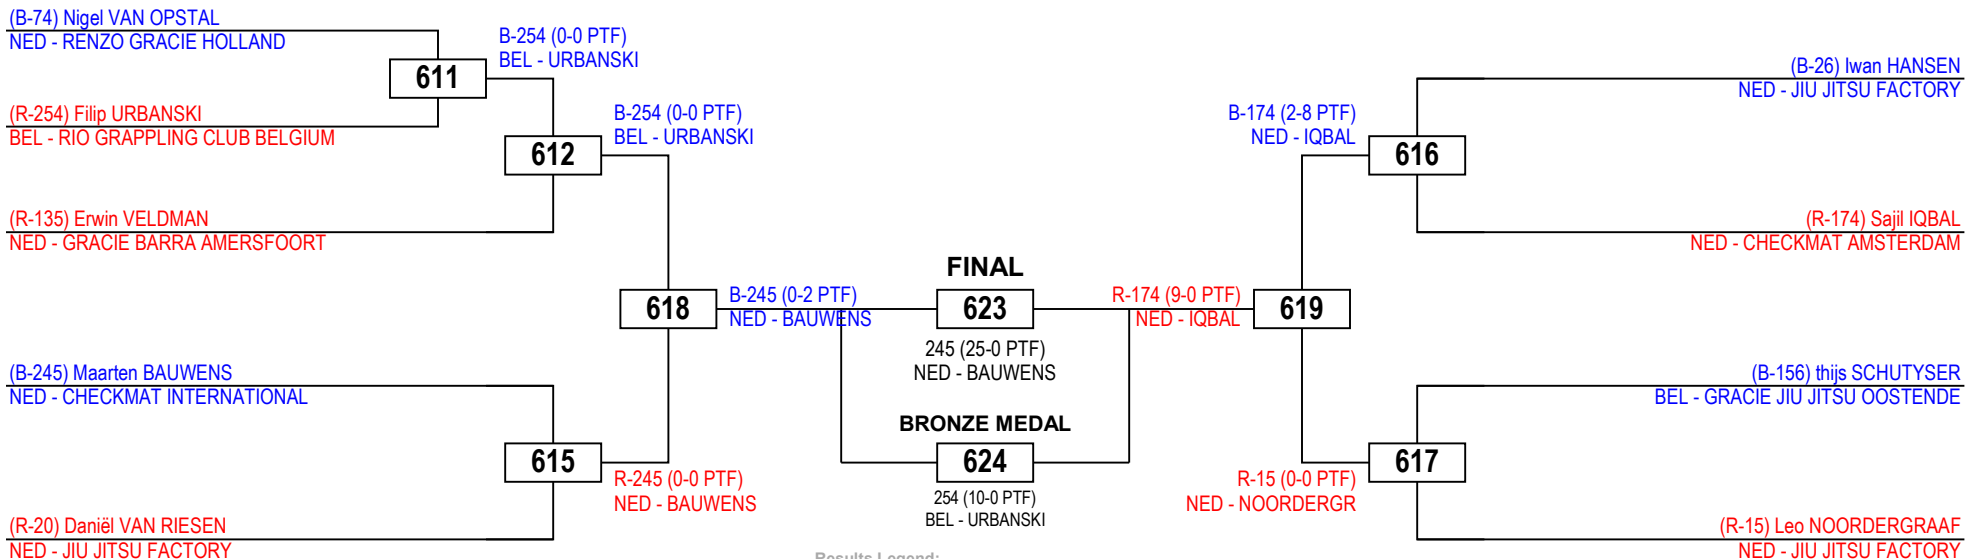 (B-74) Nigel VAN OPSTAL
NED - RENZO GRACIE HOLLAND
(R-254) Filip URBANSKI
BEL - RIO GRAPPLING CLUB BELGIUM
611
B-254 (0-0 PTF)
BEL - URBANSKI
612
(R-135) Erwin VELDMAN
NED - GRACIE BARRA AMERSFOORT
B-254 (0-0 PTF)
BEL - URBANSKI
618
(B-245) Maarten BAUWENS
NED - CHECKMAT INTERNATIONAL
615
(R-20) Daniël VAN RIESEN
NED - JIU JITSU FACTORY
R-245 (0-0 PTF)
NED - BAUWENS
B-245 (0-2 PTF)
NED - BAUWENS
FINAL
623
245 (25-0 PTF)
NED - BAUWENS
BRONZE MEDAL
624
254 (10-0 PTF)
BEL - URBANSKI
Results Legend:
R-174 (9-0 PTF)
NED - IQBAL
619
B-174 (2-8 PTF)
NED - IQBAL
616
(B-26) Iwan HANSEN
NED - JIU JITSU FACTORY
(R-174) Sajil IQBAL
NED - CHECKMAT AMSTERDAM
R-15 (0-0 PTF)
NED - NOORDERGR
617
(B-156) thijs SCHUTYSER
BEL - GRACIE JIU JITSU OOSTENDE
(R-15) Leo NOORDERGRAAF
NED - JIU JITSU FACTORY